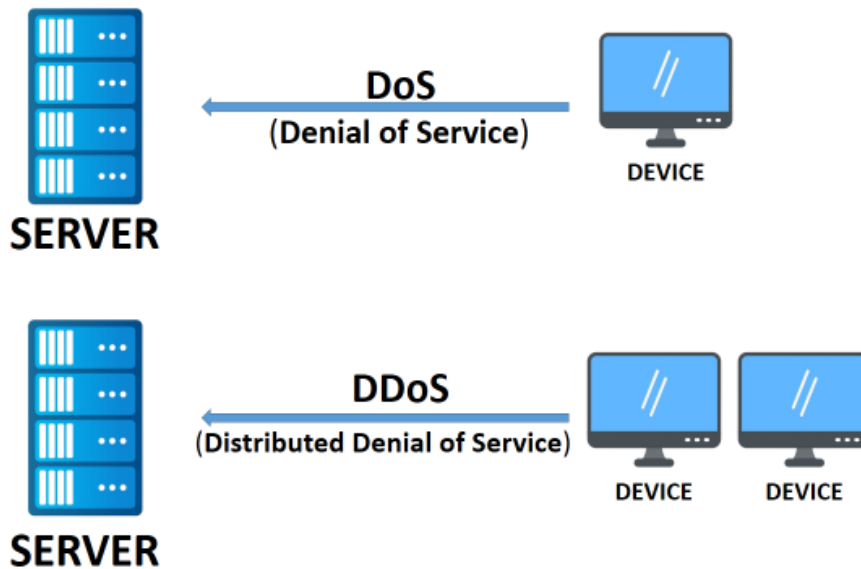 DoS
(Denial of Service)
DEVICE
SERVER
DDoS
(Distributed Denial of Service)
DEVICE DEVICE
SERVER